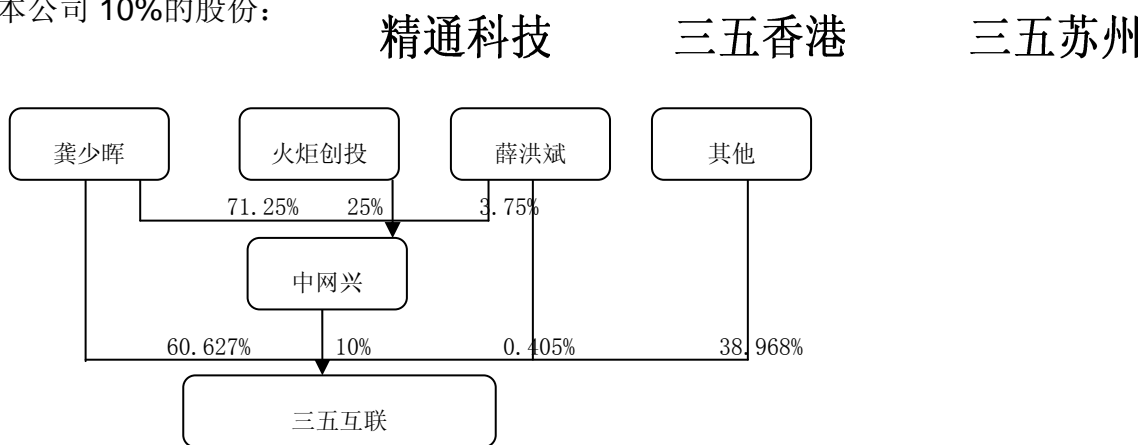 本公司 10%的股份：
精通科技 三五香港 三五苏州
龚少晖 火炬创投 薛洪斌 其他
71.25% 25% 3.75%
中网兴
60.627% 10% 0.405% 38.968%
三五互联